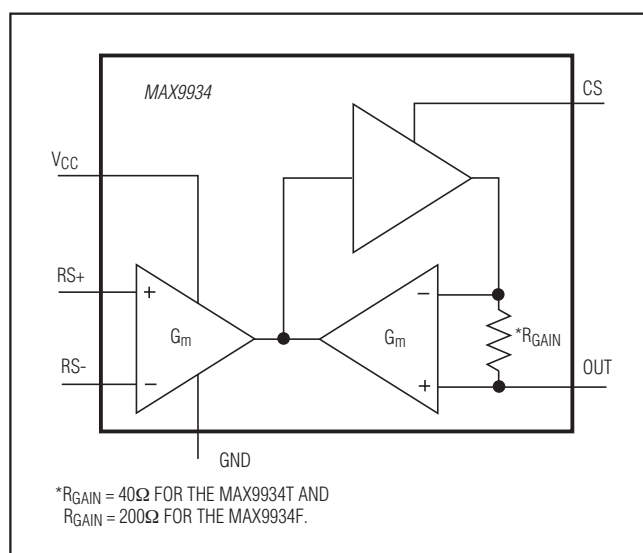 MAX9934
CS
VCC
RS+
+
Gm
RS-
-
-
Gm
+
*RGAIN
OUT
GND
*RGAIN = 40Ω FOR THE MAX9934T AND
RGAIN = 200Ω FOR THE MAX9934F.